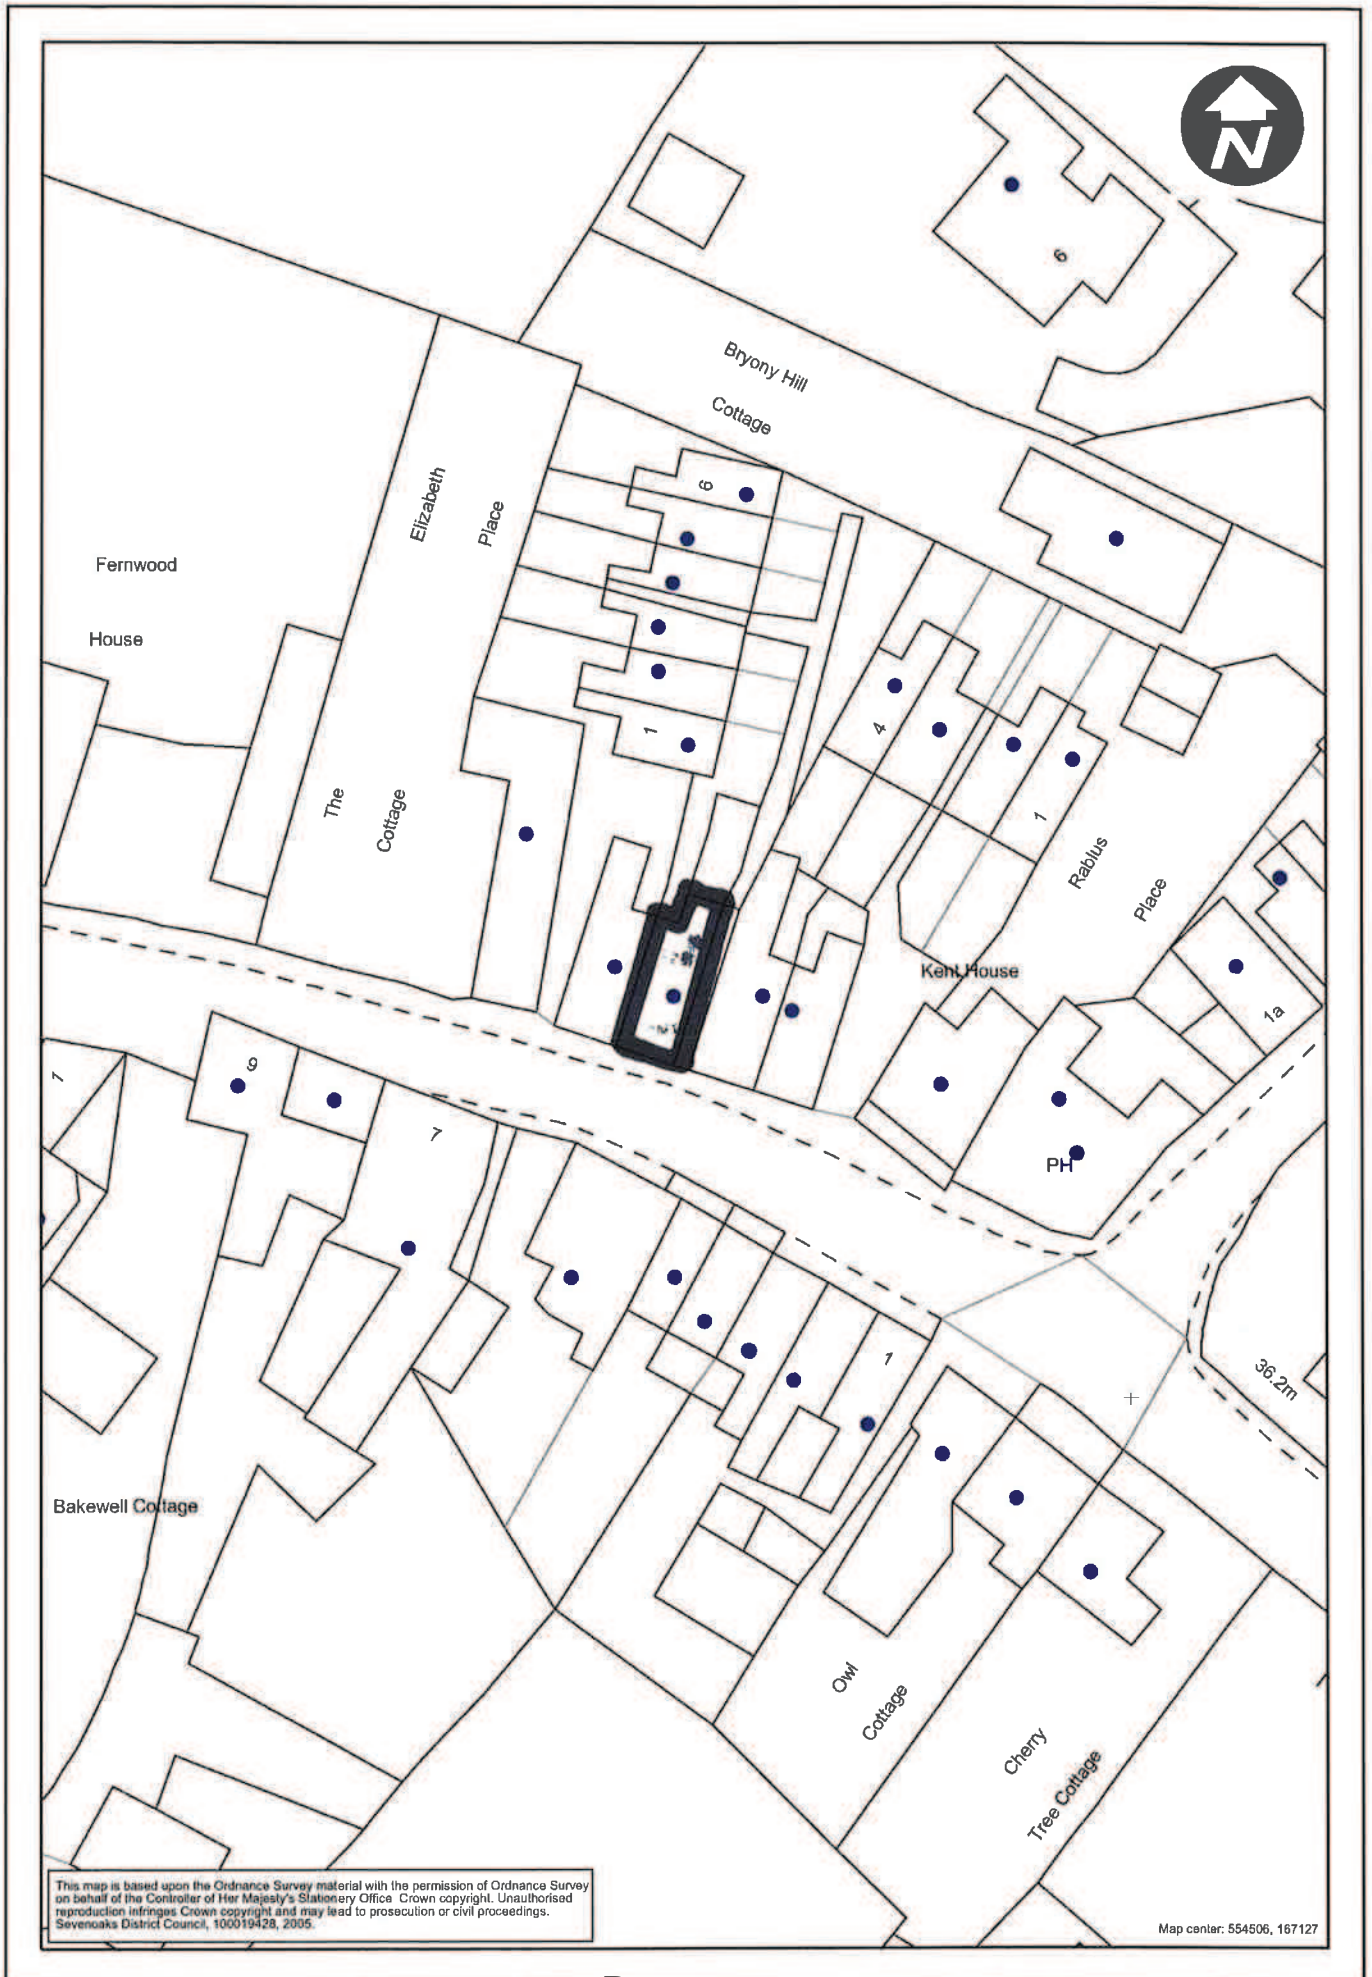 N
6
Bryony Hill
Cottage
Elizabeth
Place
6
Fernwood
House
1
4
1
The
Cottage
Rablus
Place
Kent House
1a
1
9
7
PH
1
36.2m
Bakewell Cottage
Owl
Cottage
Cherry
Tree Cottage
This map is based upon the Ordnance Survey material with the permission of Ordnance Survey
on behalf of the Controller of Her Majesty's Stationery Office Crown copyright. Unauthorised
reproduction infringes Crown copyright and may lead to prosecution or civil proceedings.
Sevenoaks District Council, 100019428, 2005.
Map center: 554506, 167127